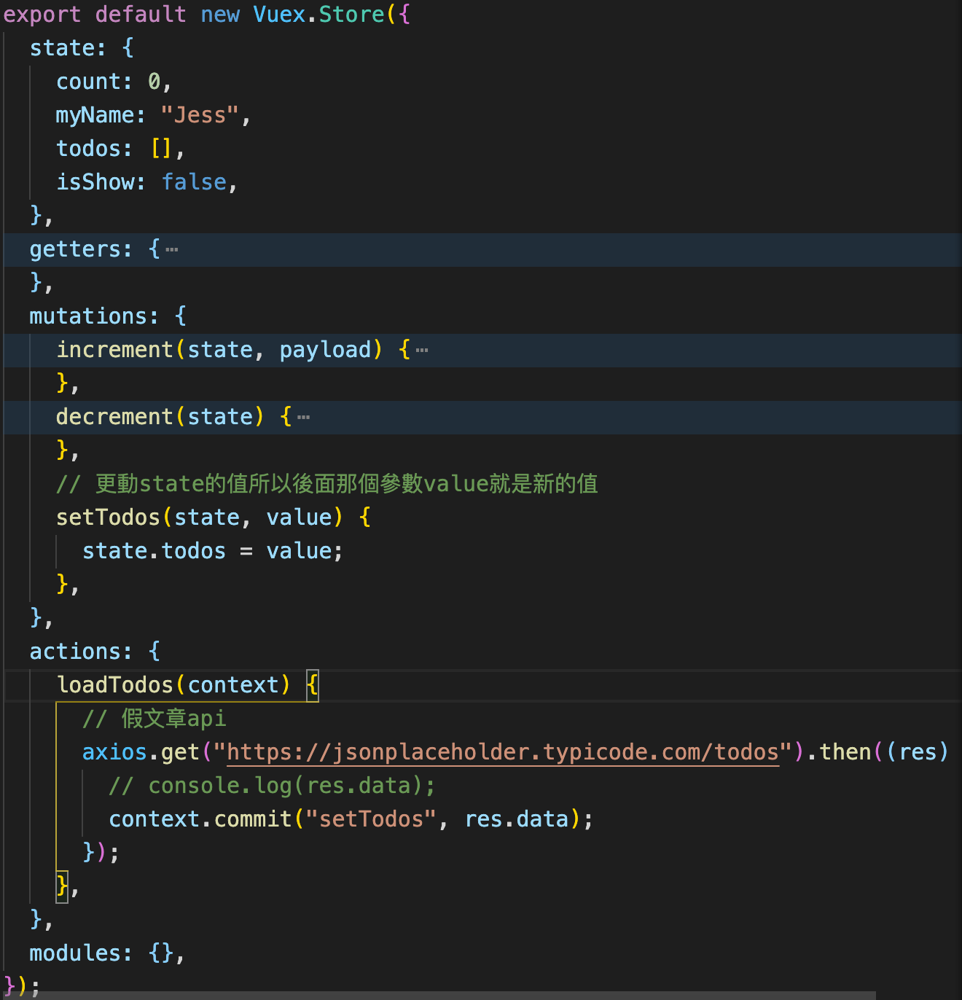 export default new Vuex.Store({
  state: {
    count: 0,
    myName: "Jess",
    todos: [],
    isShow: false,
  },
  getters: {⋯
  },
  mutations: {
    increment(state, payload) {⋯
    },
    decrement(state) {⋯
    },
    // 更動state的值所以後面那個參數value就是新的值
    setTodos(state, value) {
      state.todos = value;
    },
  },
  actions: {
    loadTodos(context) {
      // 假文章api
      axios.get("https://jsonplaceholder.typicode.com/todos").then((res)
        // console.log(res.data);
        context.commit("setTodos", res.data);
      });
    },
  },
  modules: {},
});